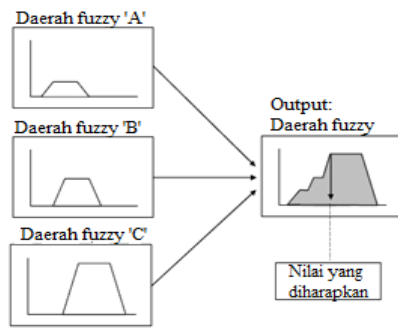 Daerah fuzzy 'A'
Daerah fuzzy 'B'
Daerah fuzzy 'C'
Output:
Daerah fuzzy
Nilai yang
diharapkan